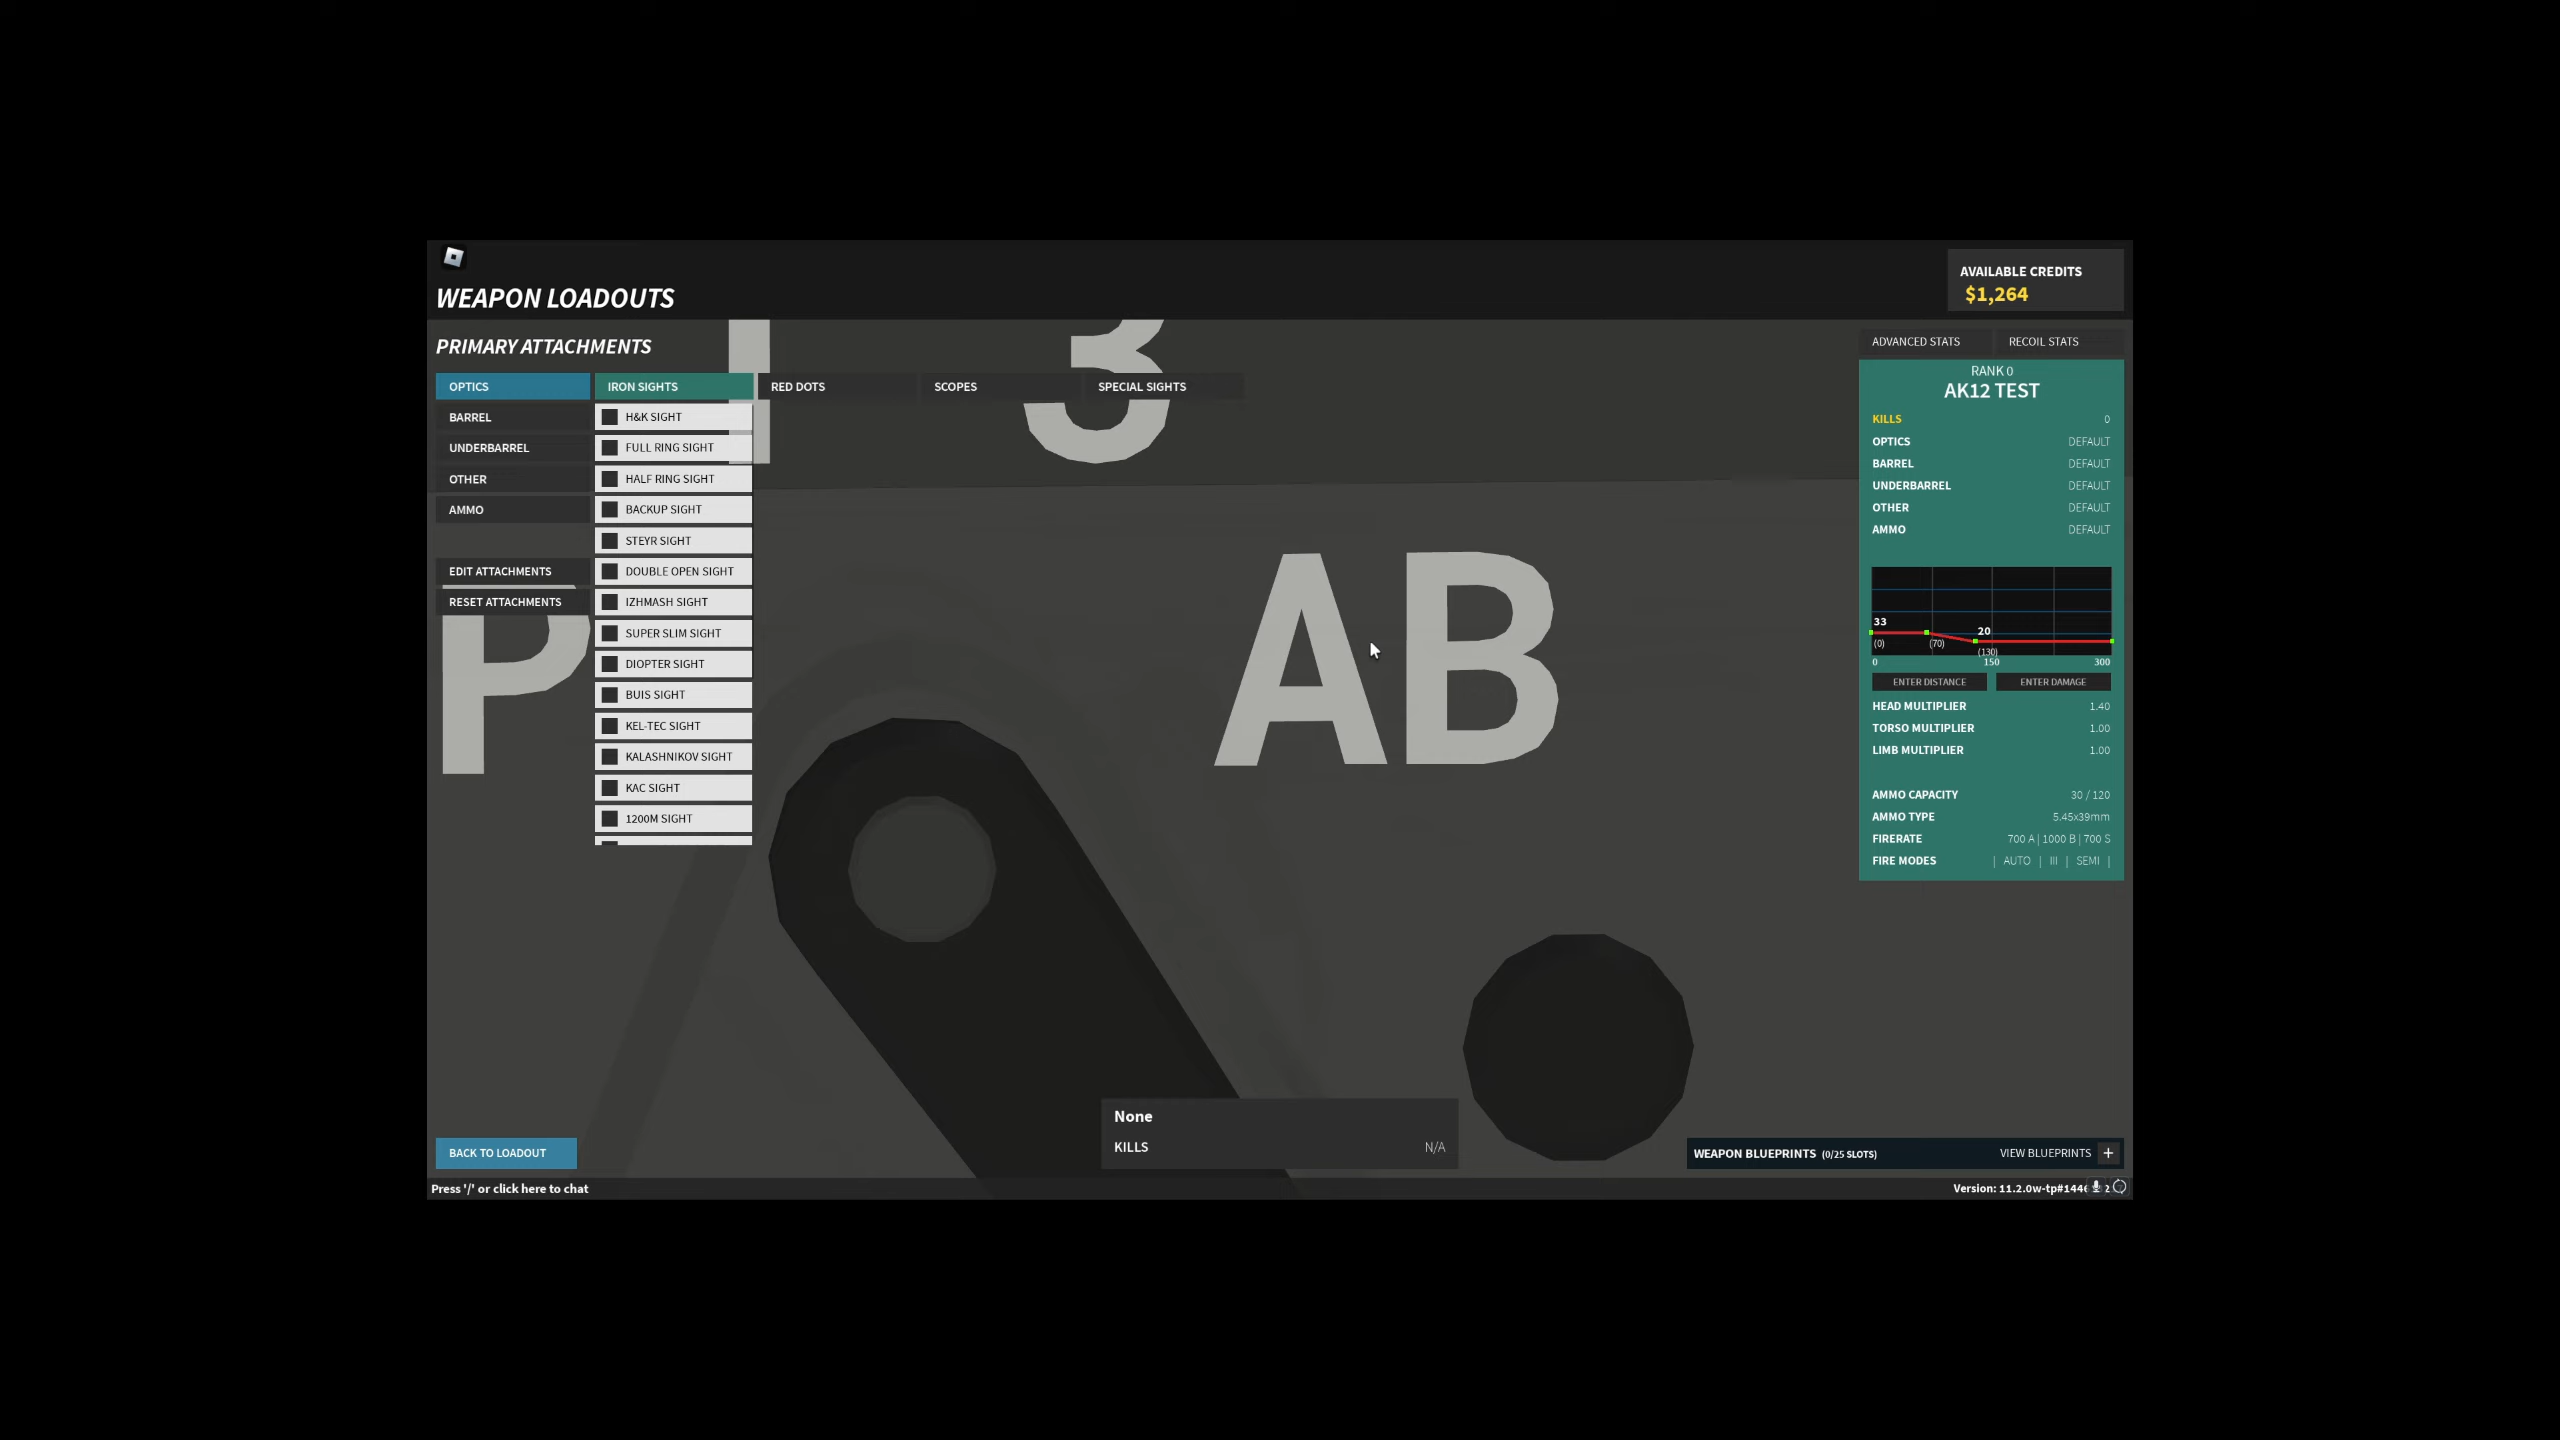 WEAPON LOADOUTS
AVAILABLE CREDITS
$1,264
PRIMARY ATTACHMENTS
OPTICS
BARREL
UNDERBARREL
OTHER
AMMO
EDIT ATTACHMENTS
RESET ATTACHMENTS
IRON SIGHTS
RED DOTS
SCOPES
SPECIAL SIGHTS
H&K SIGHT
FULL RING SIGHT
HALF RING SIGHT
BACKUP SIGHT
STEYR SIGHT
DOUBLE OPEN SIGHT
IZHMASH SIGHT
SUPER SLIM SIGHT
DIOPTER SIGHT
BUIS SIGHT
KEL-TEC SIGHT
KALASHNIKOV SIGHT
KAC SIGHT
1200M SIGHT
3
P
AB
ADVANCED STATS
RECOIL STATS
RANK 0
AK12 TEST
KILLS 0
OPTICS DEFAULT
BARREL DEFAULT
UNDERBARREL DEFAULT
OTHER DEFAULT
AMMO DEFAULT
33
20
(0)
(70)
(130)
0 150 300
ENTER DISTANCE
ENTER DAMAGE
HEAD MULTIPLIER 1.40
TORSO MULTIPLIER 1.00
LIMB MULTIPLIER 1.00
AMMO CAPACITY 30 / 120
AMMO TYPE 5.45x39mm
FIRERATE 700 A | 1000 B | 700 S
FIRE MODES | AUTO | III | SEMI |
None
KILLS N/A
BACK TO LOADOUT
WEAPON BLUEPRINTS (0/25 SLOTS) VIEW BLUEPRINTS +
Press '/' or click here to chat
Version: 11.2.0w-tp#144